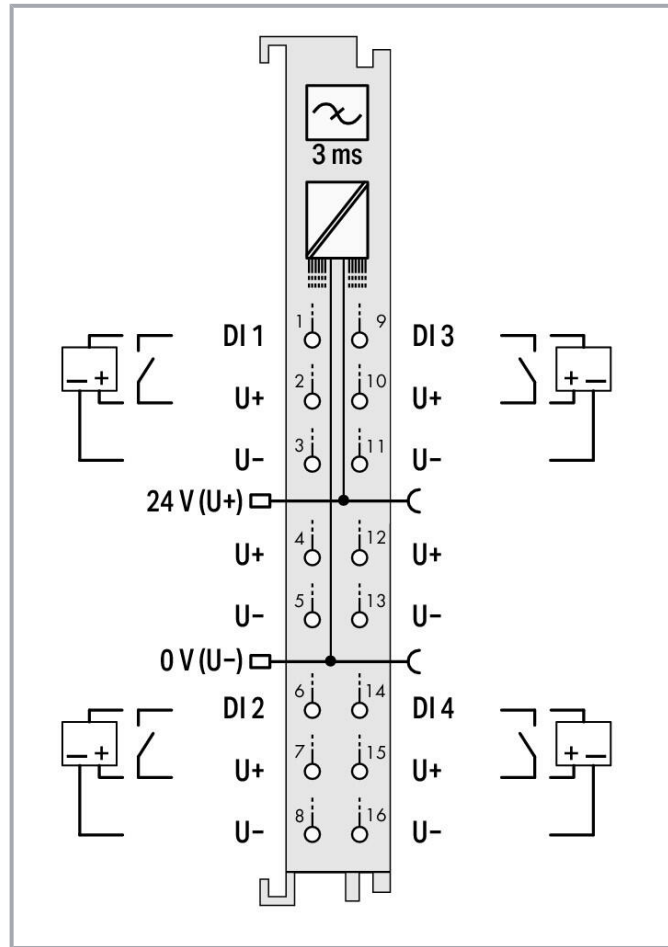 3 ms
DI 1 1 9 DI 3
− + + −
U+ 2 10 U+
U− 3 11 U−
24 V (U+)
U+ 4 12 U+
U− 5 13 U−
0 V (U−)
DI 2 6 14 DI 4
− + + −
U+ 7 15 U+
U− 8 16 U−